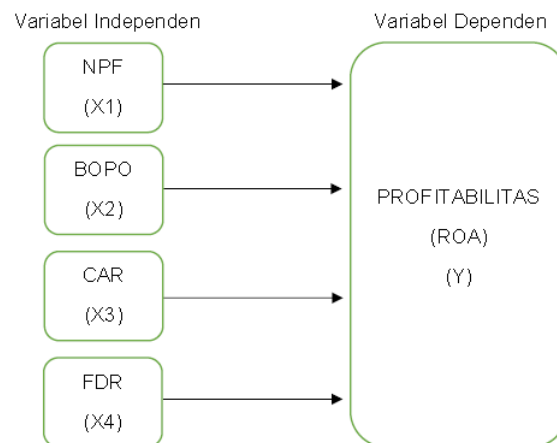 Variabel Independen
Variabel Dependen
NPF
(X1)
BOPO
(X2)
CAR
(X3)
FDR
(X4)
PROFITABILITAS
(ROA)
(Y)